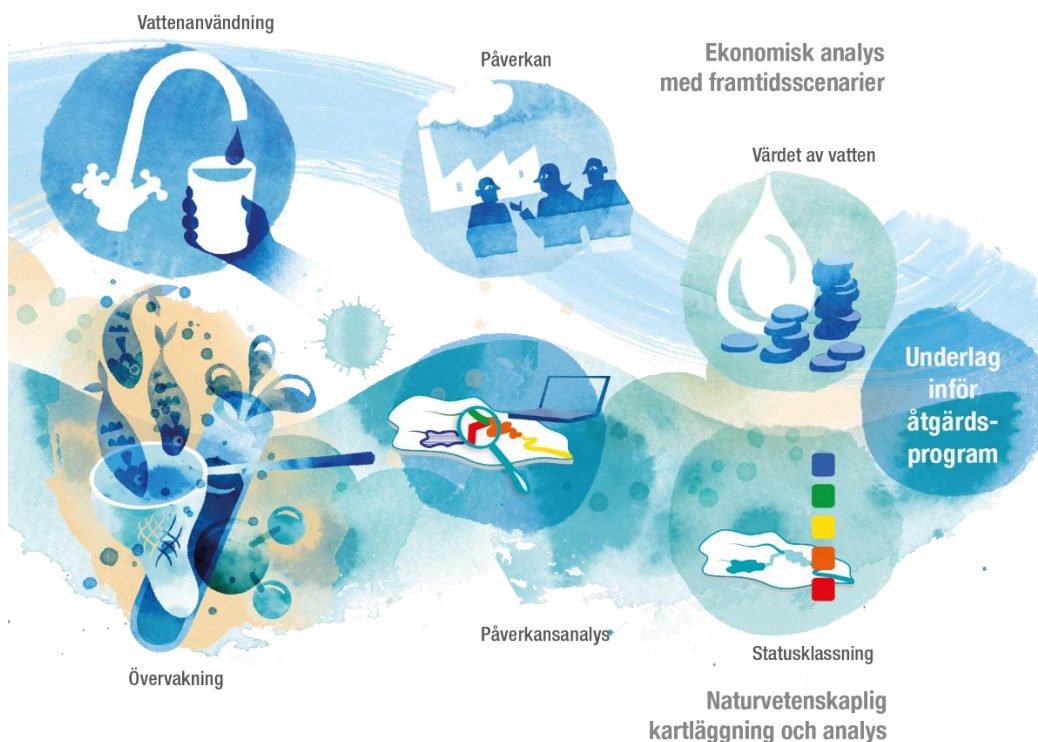 Vattenanvändning
Påverkan
Ekonomisk analys
med framtidsscenarier
Värdet av vatten
Underlag
inför
åtgärds-
program
Övervakning
Påverkansanalys
Statusklassning
Naturvetenskaplig
kartläggning och analys